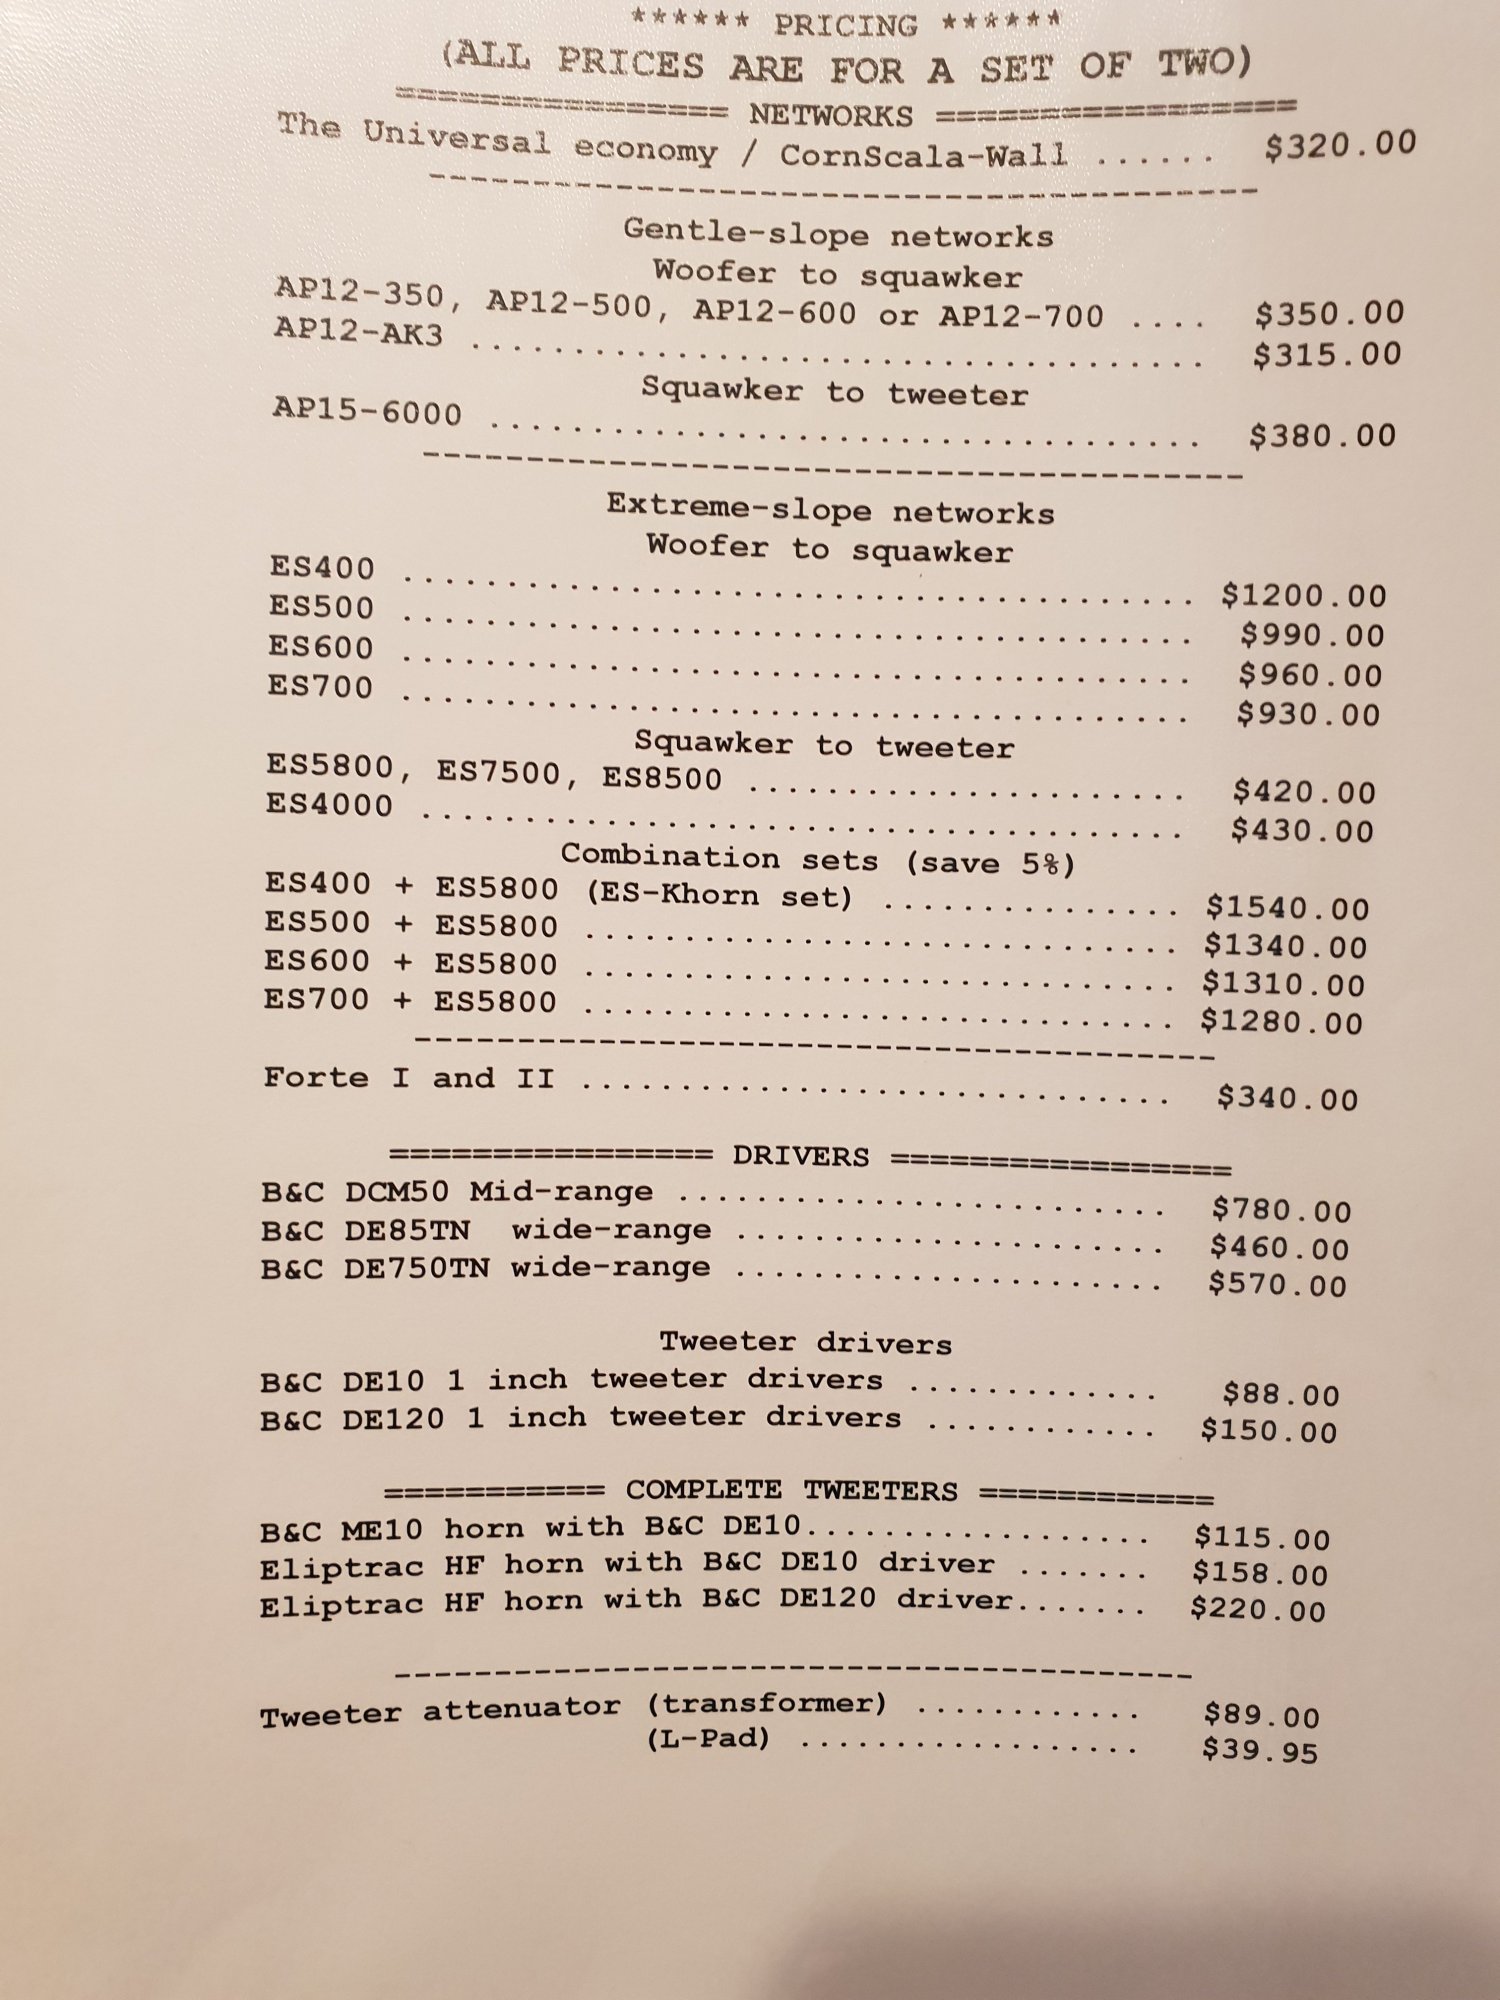 ****** PRICING ******
(ALL PRICES ARE FOR A SET OF TWO)
================ NETWORKS =================
The Universal economy / CornScala-Wall ...... $320.00
----------------------------------------
Gentle-slope networks
Woofer to squawker
AP12-350, AP12-500, AP12-600 or AP12-700 .... $350.00
AP12-AK3 .................................... $315.00
Squawker to tweeter
AP15-6000 ................................... $380.00
----------------------------------------
Extreme-slope networks
Woofer to squawker
ES400 ...................................... $1200.00
ES500 ...................................... $990.00
ES600 ...................................... $960.00
ES700 ...................................... $930.00
Squawker to tweeter
ES5800, ES7500, ES8500 ..................... $420.00
ES4000 ..................................... $430.00
Combination sets (save 5%)
ES400 + ES5800 (ES-Khorn set) .............. $1540.00
ES500 + ES5800 ............................. $1340.00
ES600 + ES5800 ............................. $1310.00
ES700 + ES5800 ............................. $1280.00
----------------------------------------
Forte I and II ............................. $340.00
================ DRIVERS =================
B&C DCM50 Mid-range ........................ $780.00
B&C DE85TN wide-range ..................... $460.00
B&C DE750TN wide-range ..................... $570.00
Tweeter drivers
B&C DE10 1 inch tweeter drivers ............. $88.00
B&C DE120 1 inch tweeter drivers ............ $150.00
=========== COMPLETE TWEETERS ============
B&C ME10 horn with B&C DE10.................. $115.00
Eliptrac HF horn with B&C DE10 driver ....... $158.00
Eliptrac HF horn with B&C DE120 driver....... $220.00
----------------------------------------
Tweeter attenuator (transformer) ............ $89.00
(L-Pad) .................. $39.95